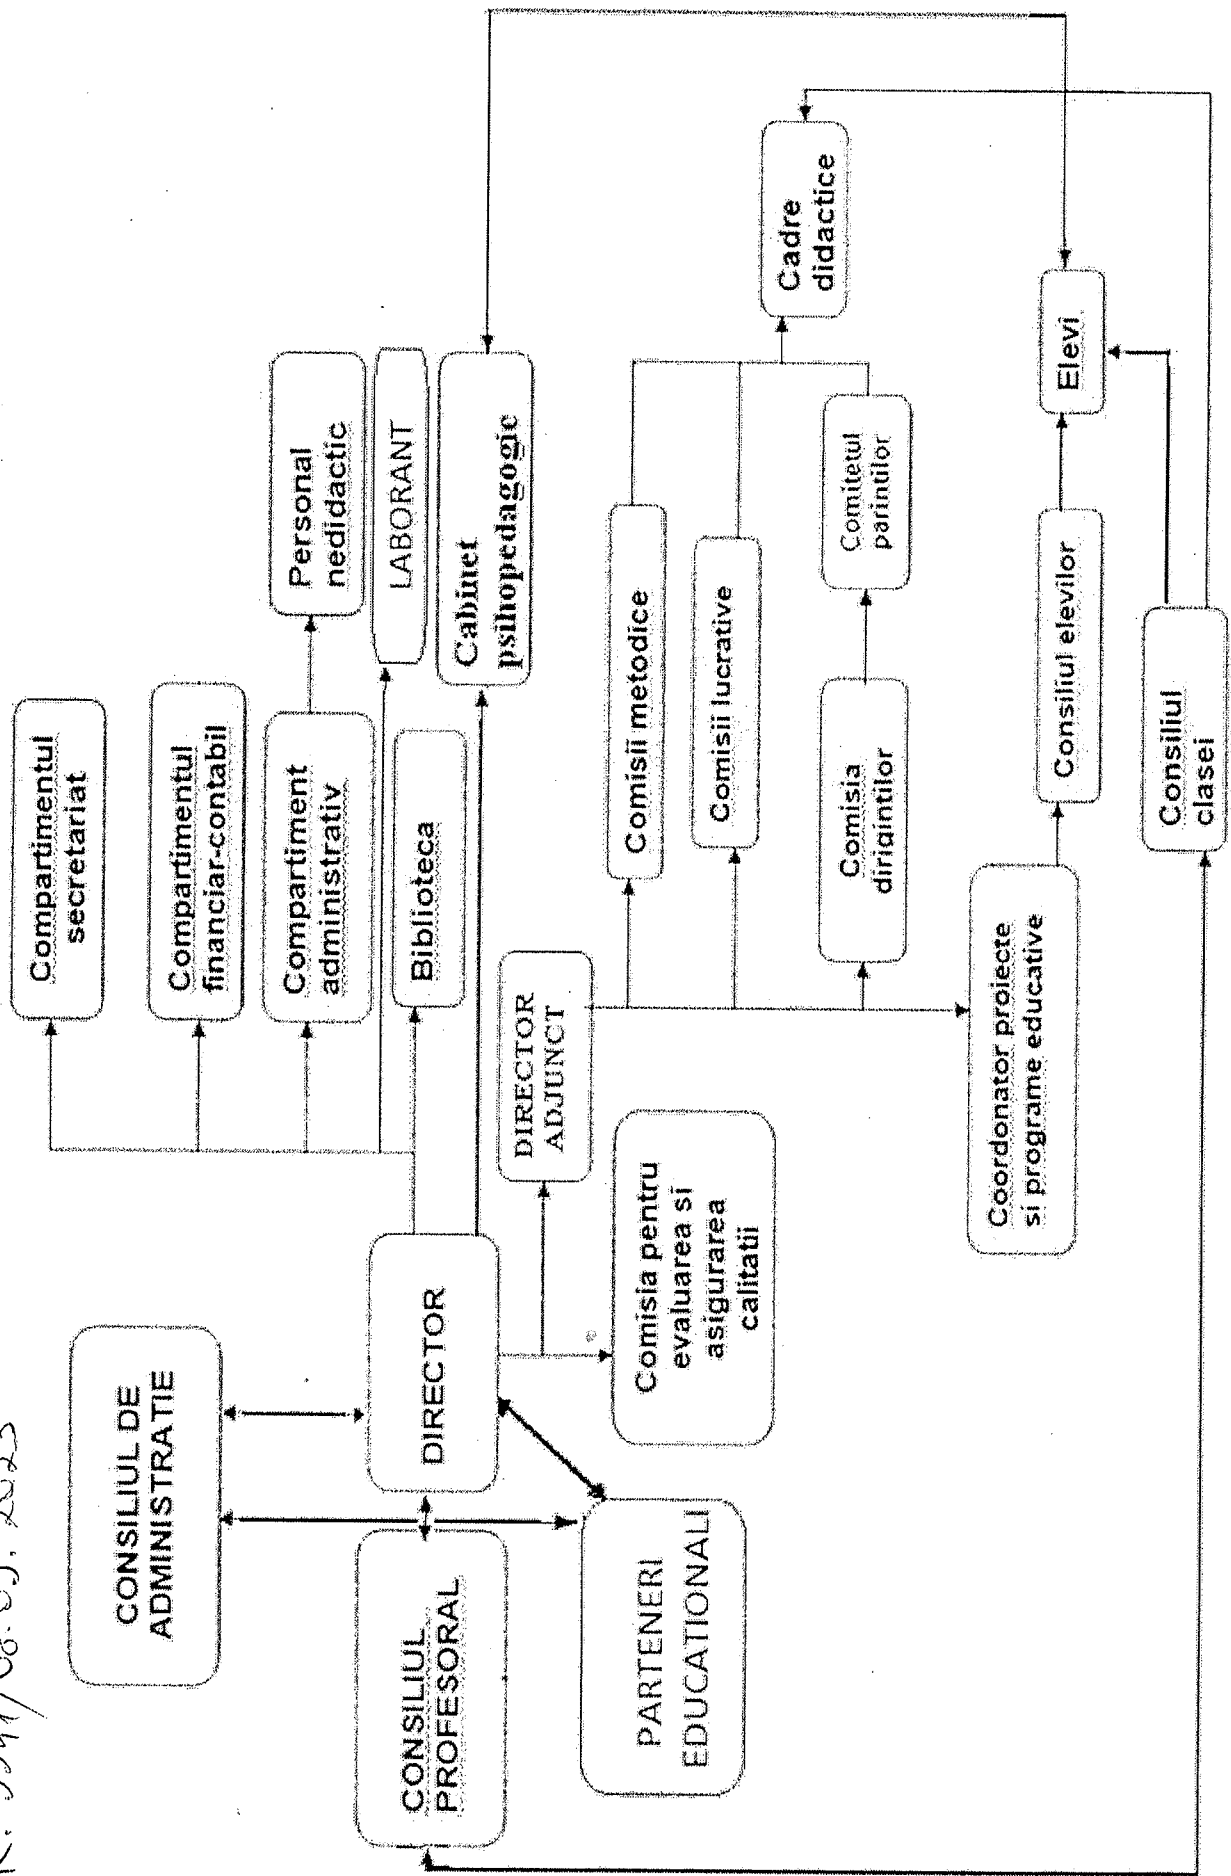 2023
CONSILIUL DE
ADMINISTRATIE
Compartimentul
secretariat
Compartimentul
financiar-contabil
Compartiment
administrativ
Personal
nedidactic
LABORANT
CONSILIUL
PROFESORAL
DIRECTOR
Biblioteca
Cabinet
psihopedagogic
DIRECTOR
ADJUNCT
PARTENERI
EDUCATIONALI
Comisia pentru
evaluarea si
asigurarea
calitatii
Comisii metodice
Comisii lucrative
Cadre
didactice
Comisia
dirigintilor
Comitetul
parintilor
Coordonator proiecte
si programe educative
Consiliul elevilor
Elevi
Consiliul
clasei